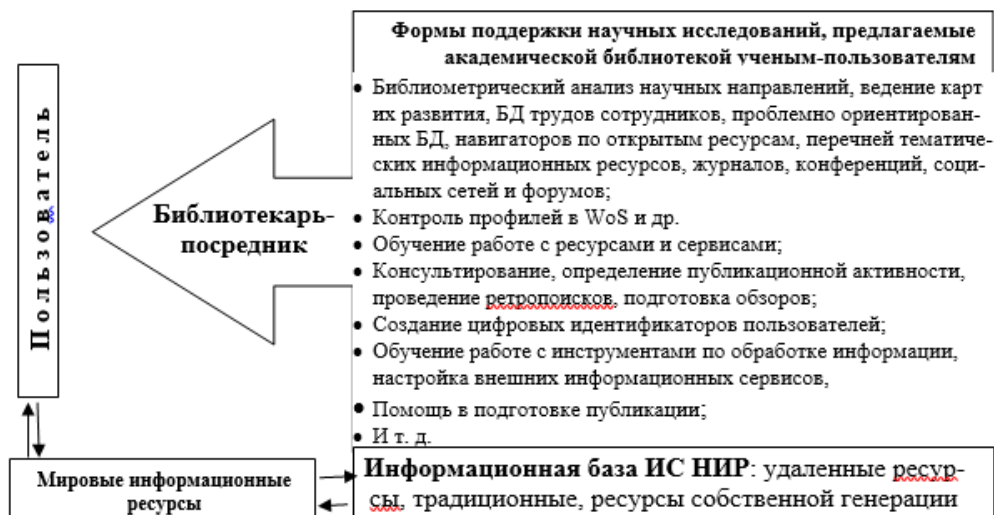 Формы поддержки научных исследований, предлагаемые
академической библиотекой ученым-пользователям
Пользователь
Библиотекарь-
посредник
• Библиометрический анализ научных направлений, ведение карт
их развития, БД трудов сотрудников, проблемно ориентирован-
ных БД, навигаторов по открытым ресурсам, перечней тематиче-
ских информационных ресурсов, журналов, конференций, соци-
альных сетей и форумов;
• Контроль профилей в WoS и др.
• Обучение работе с ресурсами и сервисами;
• Консультирование, определение публикационной активности,
проведение ретропоисков, подготовка обзоров;
• Создание цифровых идентификаторов пользователей;
• Обучение работе с инструментами по обработке информации,
настройка внешних информационных сервисов,
• Помощь в подготовке публикации;
• И т. д.
Мировые информационные
ресурсы
Информационная база ИС НИР: удаленные ресур-
сы, традиционные, ресурсы собственной генерации